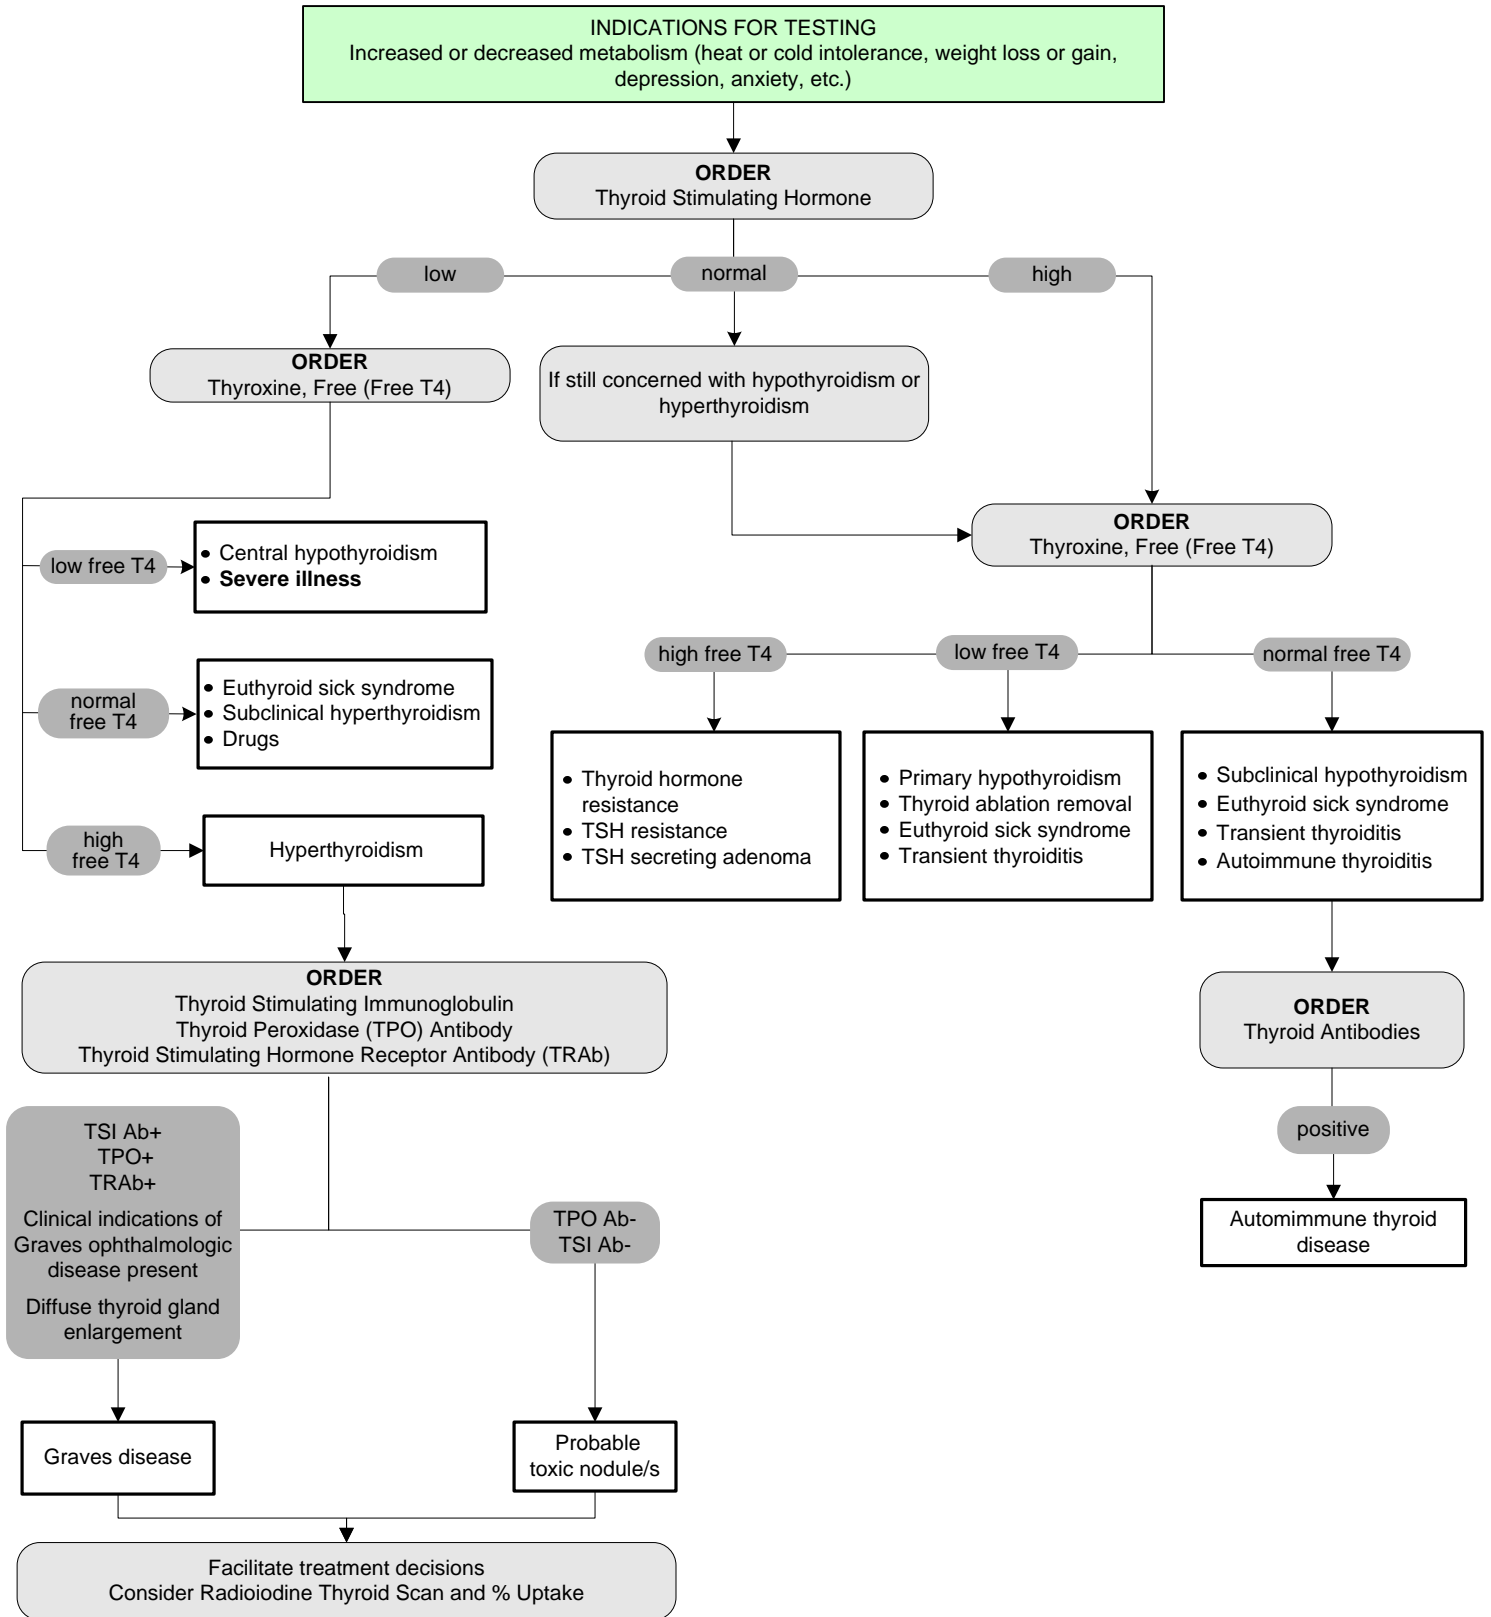 INDICATIONS FOR TESTING
Increased or decreased metabolism (heat or cold intolerance, weight loss or gain,
depression, anxiety, etc.)
ORDER
Thyroid Stimulating Hormone
low
normal
high
ORDER
Thyroxine, Free (Free T4)
If still concerned with hypothyroidism or
hyperthyroidism
ORDER
Thyroxine, Free (Free T4)
low free T4
• Central hypothyroidism
• Severe illness
normal
free T4
• Euthyroid sick syndrome
• Subclinical hyperthyroidism
• Drugs
high
free T4
Hyperthyroidism
high free T4
low free T4
normal free T4
• Thyroid hormone
resistance
• TSH resistance
• TSH secreting adenoma
• Primary hypothyroidism
• Thyroid ablation removal
• Euthyroid sick syndrome
• Transient thyroiditis
• Subclinical hypothyroidism
• Euthyroid sick syndrome
• Transient thyroiditis
• Autoimmune thyroiditis
ORDER
Thyroid Stimulating Immunoglobulin
Thyroid Peroxidase (TPO) Antibody
Thyroid Stimulating Hormone Receptor Antibody (TRAb)
ORDER
Thyroid Antibodies
positive
Automimmune thyroid
disease
TSI Ab+
TPO+
TRAb+
Clinical indications of
Graves ophthalmologic
disease present
Diffuse thyroid gland
enlargement
TPO Ab-
TSI Ab-
Graves disease
Probable
toxic nodule/s
Facilitate treatment decisions
Consider Radioiodine Thyroid Scan and % Uptake